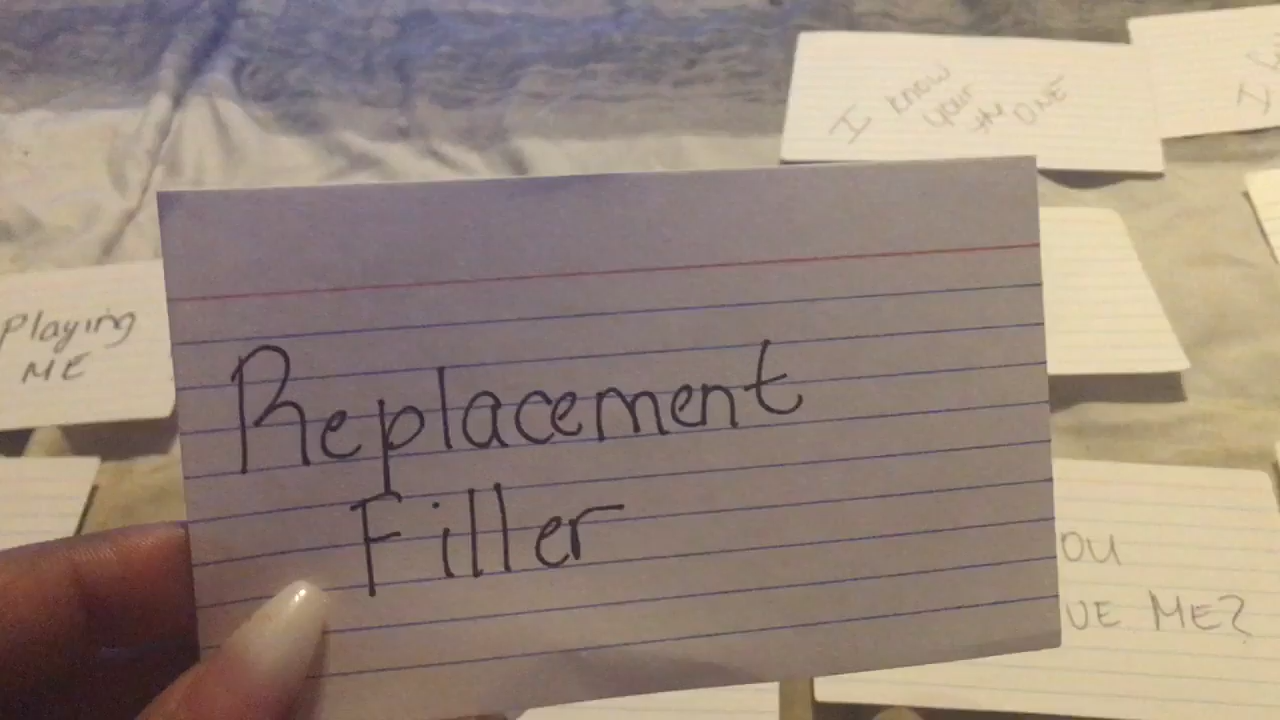 I know
your
the
ONE
I
Playing
ME
Replacement
Filler
OU
UE ME?